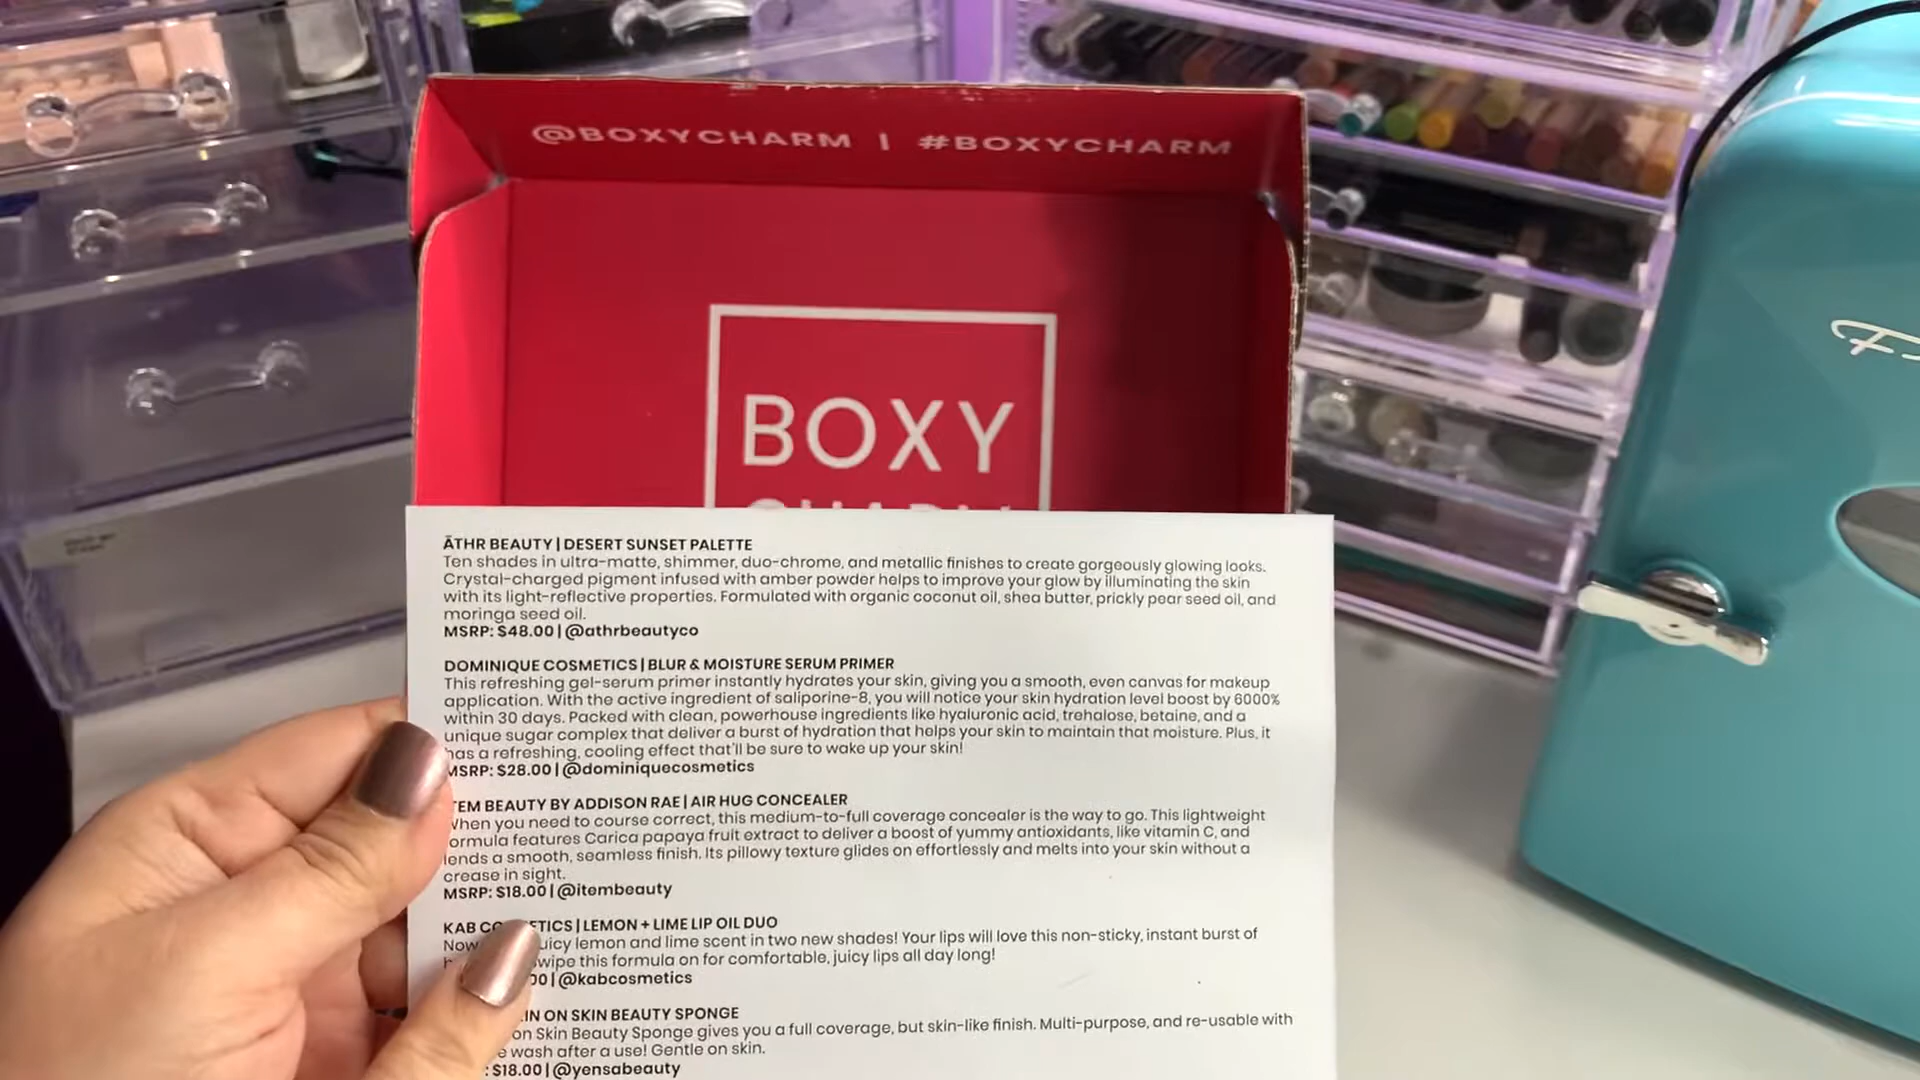 @BOXYCHARM | #BOXYCHARM
BOXY
ĀTHR BEAUTY | DESERT SUNSET PALETTE
Ten shades in ultra-matte, shimmer, duo-chrome, and metallic finishes to create gorgeously glowing looks.
Crystal-charged pigment infused with amber powder helps to improve your glow by illuminating the skin
with its light-reflective properties. Formulated with organic coconut oil, shea butter, prickly pear seed oil, and
moringa seed oil.
MSRP: $48.00 | @athrbeautyco
DOMINIQUE COSMETICS | BLUR & MOISTURE SERUM PRIMER
This refreshing gel-serum primer instantly hydrates your skin, giving you a smooth, even canvas for makeup
application. With the active ingredient of saliporine-8, you will notice your skin hydration level boost by 6000%
within 30 days. Packed with clean, powerhouse ingredients like hyaluronic acid, trehalose, betaine, and a
unique sugar complex that deliver a burst of hydration that helps your skin to maintain that moisture. Plus, it
has a refreshing, cooling effect that'll be sure to wake up your skin!
MSRP: $28.00 | @dominiquecosmetics
TEM BEAUTY BY ADDISON RAE | AIR HUG CONCEALER
When you need to course correct, this medium-to-full coverage concealer is the way to go. This lightweight
formula features Carica papaya fruit extract to deliver a boost of yummy antioxidants, like vitamin C, and
lends a smooth, seamless finish. Its pillowy texture glides on effortlessly and melts into your skin without a
crease in sight.
MSRP: $18.00 | @itembeauty
KAB COSMETICS | LEMON + LIME LIP OIL DUO
Now juicy lemon and lime scent in two new shades! Your lips will love this non-sticky, instant burst of
swipe this formula on for comfortable, juicy lips all day long!
@kabcosmetics
ON SKIN BEAUTY SPONGE
on Skin Beauty Sponge gives you a full coverage, but skin-like finish. Multi-purpose, and re-usable with
wash after a use! Gentle on skin.
: $18.00 | @yensabeauty